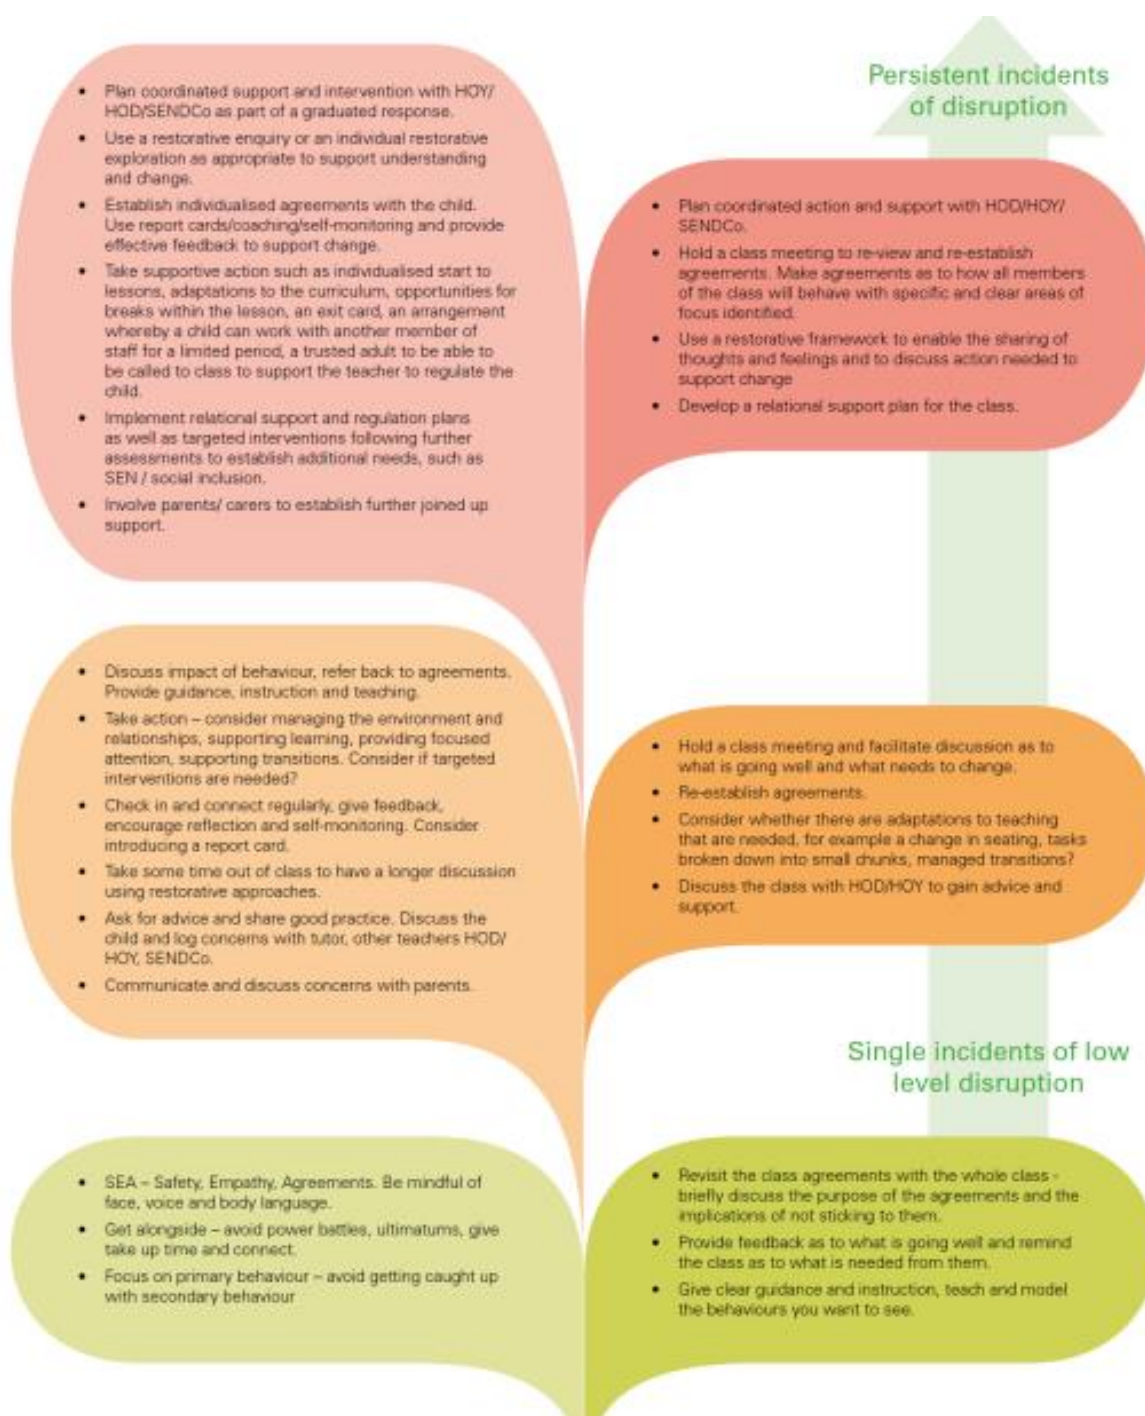 Persistent incidents
of disruption
• Plan coordinated support and intervention with HOY/
HOD/SENDCo as part of a graduated response.
• Use a restorative enquiry or an individual restorative
exploration as appropriate to support understanding
and change.
• Establish individualised agreements with the child.
Use report cards/coaching/self-monitoring and provide
effective feedback to support change.
• Take supportive action such as individualised start to
lessons, adaptations to the curriculum, opportunities for
breaks within the lesson, an exit card, an arrangement
whereby a child can work with another member of
staff for a limited period, a trusted adult to be able to
be called to class to support the teacher to regulate the
child.
• Implement relational support and regulation plans
as well as targeted interventions following further
assessments to establish additional needs, such as
SEN / social inclusion.
• Involve parents/ carers to establish further joined up
support.
• Plan coordinated action and support with HOD/HOY/
SENDCo.
• Hold a class meeting to re-view and re-establish
agreements. Make agreements as to how all members
of the class will behave with specific and clear areas of
focus identified.
• Use a restorative framework to enable the sharing of
thoughts and feelings and to discuss action needed to
support change
• Develop a relational support plan for the class.
• Discuss impact of behaviour, refer back to agreements.
Provide guidance, instruction and teaching.
• Take action – consider managing the environment and
relationships, supporting learning, providing focused
attention, supporting transitions. Consider if targeted
interventions are needed?
• Check in and connect regularly, give feedback,
encourage reflection and self-monitoring. Consider
introducing a report card.
• Take some time out of class to have a longer discussion
using restorative approaches.
• Ask for advice and share good practice. Discuss the
child and log concerns with tutor, other teachers HOD/
HOY, SENDCo.
• Communicate and discuss concerns with parents.
• Hold a class meeting and facilitate discussion as to
what is going well and what needs to change.
• Re-establish agreements.
• Consider whether there are adaptations to teaching
that are needed, for example a change in seating, tasks
broken down into small chunks, managed transitions?
• Discuss the class with HOD/HOY to gain advice and
support.
Single incidents of low
level disruption
• SEA – Safety, Empathy, Agreements. Be mindful of
face, voice and body language.
• Get alongside – avoid power battles, ultimatums, give
take up time and connect.
• Focus on primary behaviour – avoid getting caught up
with secondary behaviour
• Revisit the class agreements with the whole class -
briefly discuss the purpose of the agreements and the
implications of not sticking to them.
• Provide feedback as to what is going well and remind
the class as to what is needed from them.
• Give clear guidance and instruction, teach and model
the behaviours you want to see.